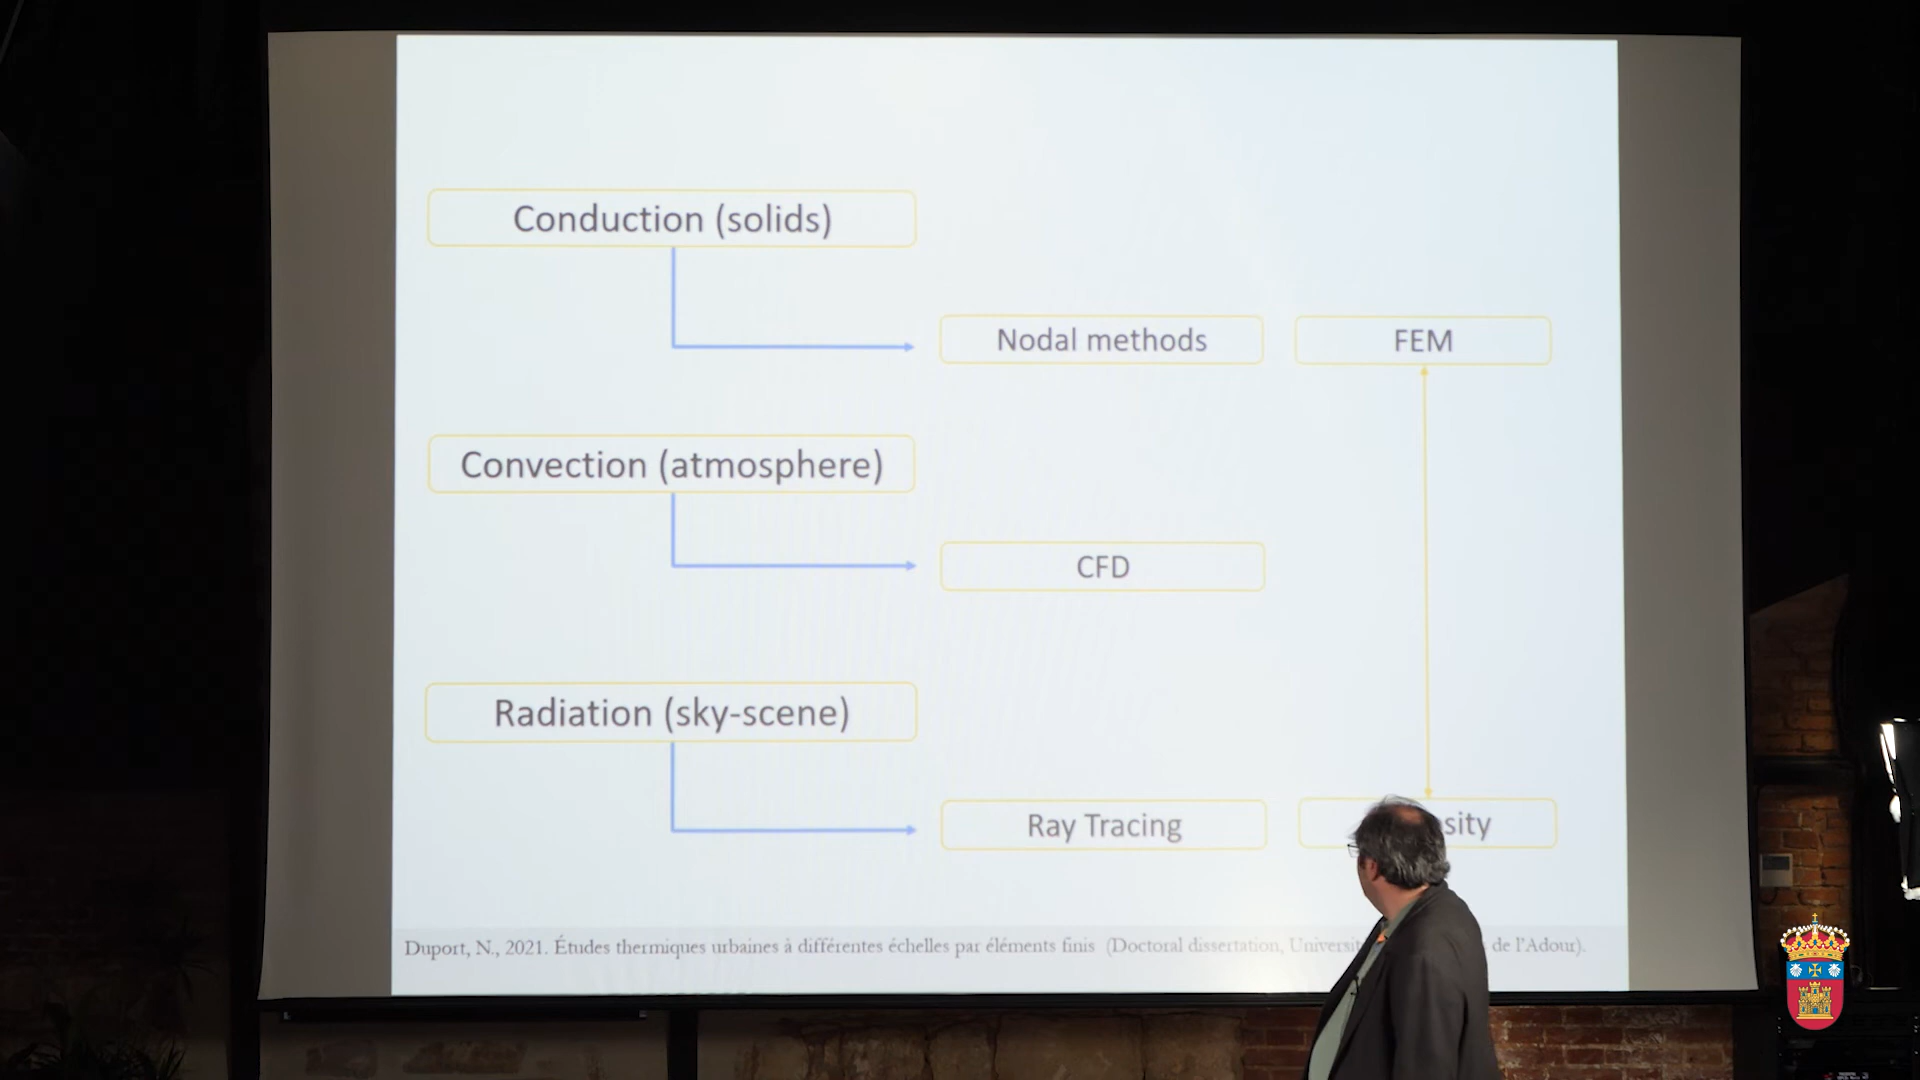 Conduction (solids)
Nodal methods
FEM
Convection (atmosphere)
CFD
Radiation (sky-scene)
Ray Tracing
sity
Duport, N., 2021. Études thermiques urbaines à différentes échelles par éléments finis (Doctoral dissertation, de l'Adour).